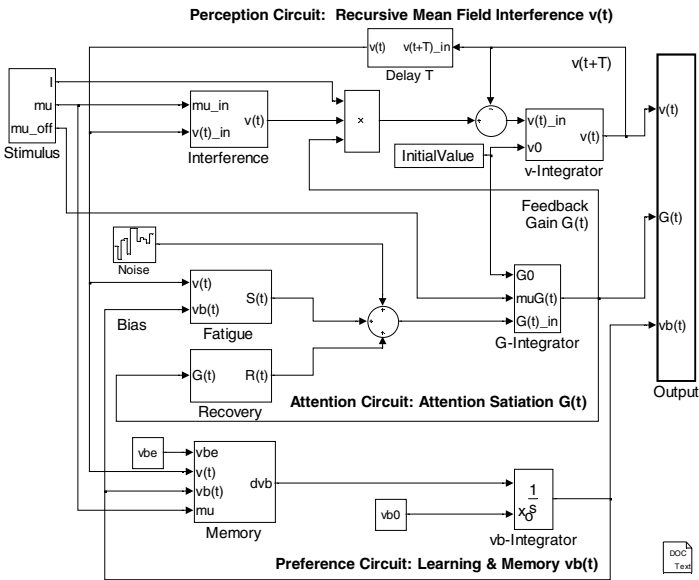 Perception Circuit: Recursive Mean Field Interference v(t)
v(t) v(t+T)_in
Delay T
v(t+T)
I
mu
mu_off
Stimulus
mu_in
v(t)_in
v(t)
Interference
×
+
-
v(t)_in
v0
v(t)
v-Integrator
InitialValue
v(t)
G(t)
vb(t)
Output
Feedback
Gain G(t)
Noise
v(t)
vb(t)
S(t)
Bias
Fatigue
+
+
+
G0
muG(t)
G(t)_in
G-Integrator
G(t) R(t)
Recovery
Attention Circuit: Attention Satiation G(t)
vbe
vbe
v(t)
vb(t)
mu
dvb
Memory
vb0
1
s
xo
vb-Integrator
Preference Circuit: Learning & Memory vb(t)
DOC
Text